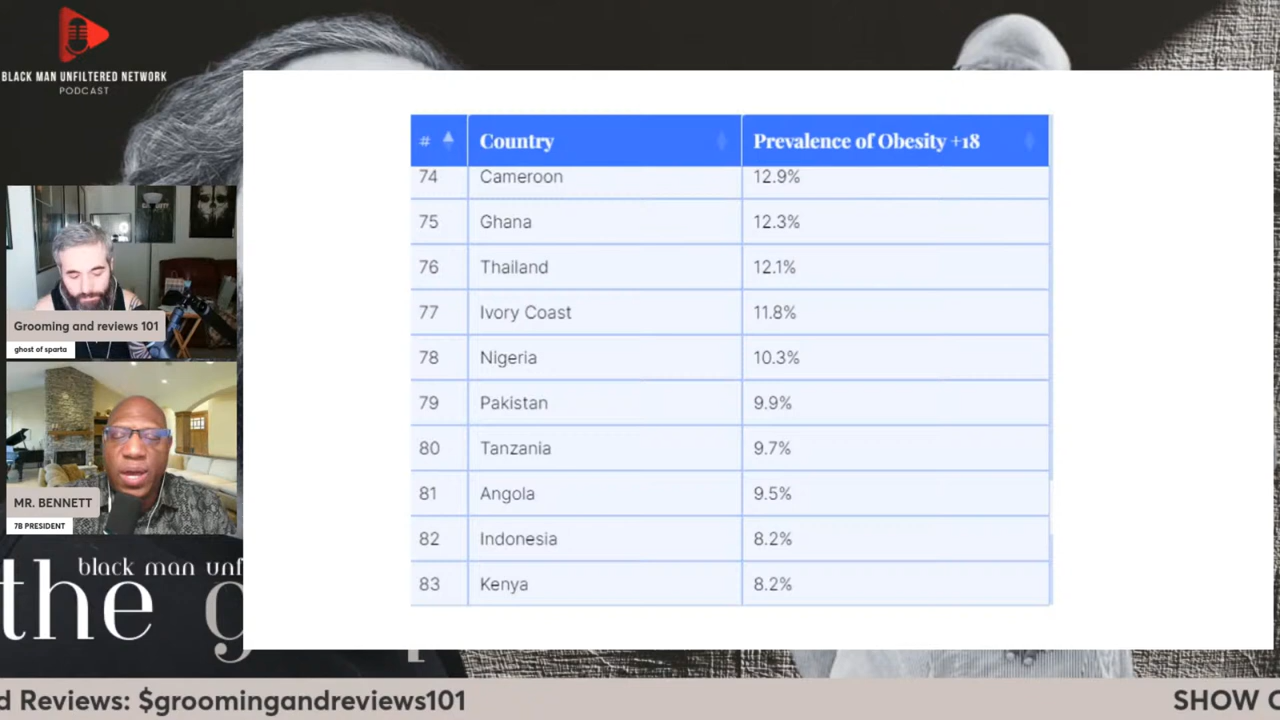 BLACK MAN UNFILTERED NETWORK
PODCAST
# Country Prevalence of Obesity +18
74 Cameroon 12.9%
75 Ghana 12.3%
76 Thailand 12.1%
77 Ivory Coast 11.8%
78 Nigeria 10.3%
79 Pakistan 9.9%
80 Tanzania 9.7%
81 Angola 9.5%
82 Indonesia 8.2%
83 Kenya 8.2%
Grooming and reviews 101
ghost of sparta
MR. BENNETT
7B PRESIDENT
black man unf
the g
d Reviews: $groomingandreviews101
SHOW C